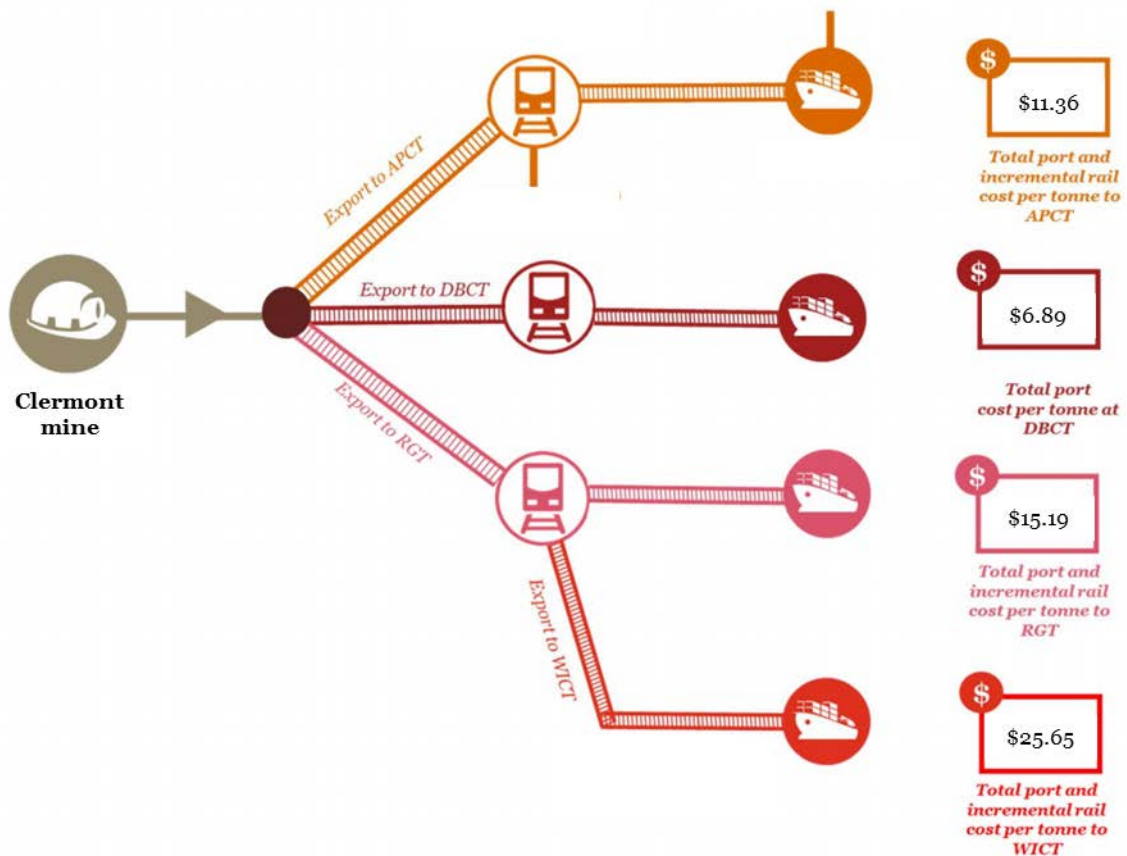 $
$11.36
Total port and
incremental rail
cost per tonne to
APCT
Export to APCT
$
$6.89
Export to DBCT
Total port
cost per tonne at
DBCT
Clermont
mine
Export to RGT
$
$15.19
Total port and
incremental rail
cost per tonne to
RGT
Export to WICT
$
$25.65
Total port and
incremental rail
cost per tonne to
WICT